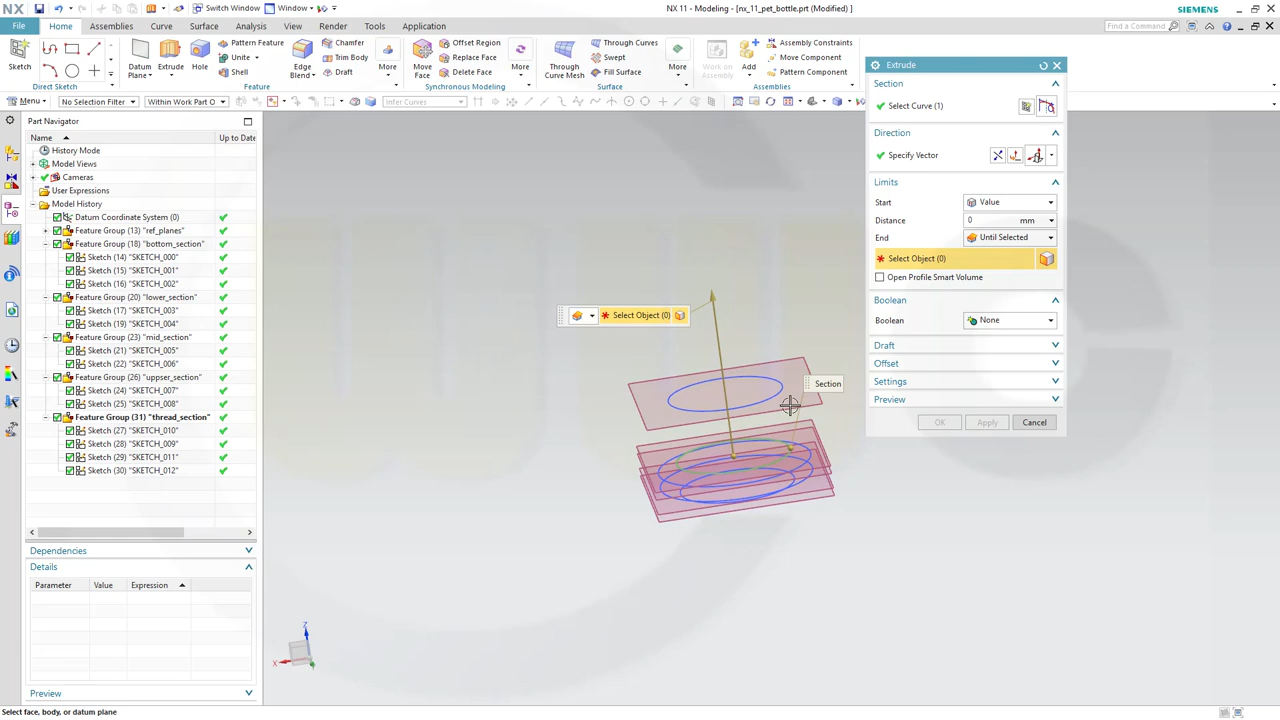 NX 11 - Modeling - [nx_11_pet_bottle.prt (Modified) ]
SIEMENS
Switch Window
Window
File
Home
Assemblies
Curve
Surface
Analysis
View
Render
Tools
Application
Find a Command
Sketch
Direct Sketch
Datum Plane
Extrude
Hole
Pattern Feature
Unite
Shell
Edge Blend
Chamfer
Trim Body
Draft
More
Feature
Move Face
Offset Region
Replace Face
Delete Face
More
Synchronous Modeling
Through Curve Mesh
Through Curves
Swept
Fill Surface
More
Surface
Work on Assembly
Add
Assembly Constraints
Move Component
Pattern Component
Assemblies
Menu
No Selection Filter
Within Work Part O
Infer Curves
Part Navigator
Name
Up to Date
History Mode
Model Views
Cameras
User Expressions
Model History
Datum Coordinate System (0)
Feature Group (13) "ref_planes"
Feature Group (18) "bottom_section"
Sketch (14) "SKETCH_000"
Sketch (15) "SKETCH_001"
Sketch (16) "SKETCH_002"
Feature Group (20) "lower_section"
Sketch (17) "SKETCH_003"
Sketch (19) "SKETCH_004"
Feature Group (23) "mid_section"
Sketch (21) "SKETCH_005"
Sketch (22) "SKETCH_006"
Feature Group (26) "uppser_section"
Sketch (24) "SKETCH_007"
Sketch (25) "SKETCH_008"
Feature Group (31) "thread_section"
Sketch (27) "SKETCH_010"
Sketch (28) "SKETCH_009"
Sketch (29) "SKETCH_011"
Sketch (30) "SKETCH_012"
Dependencies
Details
Parameter
Value
Expression
Preview
Select face, body, or datum plane
Select Object (0)
Section
X
Z
Extrude
Section
Select Curve (1)
Direction
Specify Vector
Limits
Start
Value
Distance
0
mm
End
Until Selected
Select Object (0)
Open Profile Smart Volume
Boolean
Boolean
None
Draft
Offset
Settings
Preview
OK
Apply
Cancel